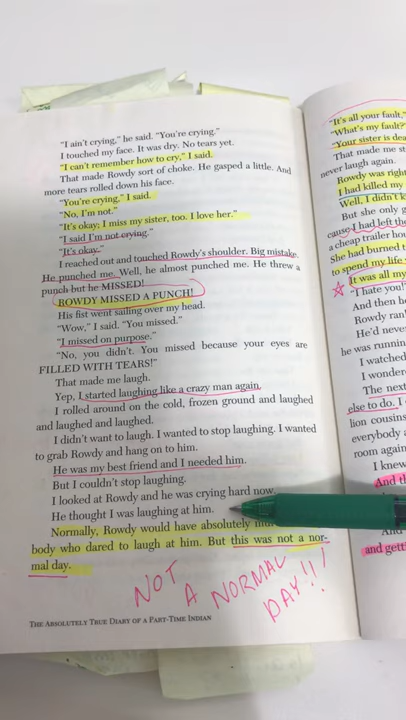 "I ain't crying," he said. "You're crying."
I touched my face. It was dry. No tears yet.
"I can't remember how to cry," I said.
That made Rowdy sort of choke. He gasped a little. And
more tears rolled down his face.
"You're crying," I said.
"No, I'm not."
"It's okay; I miss my sister, too. I love her."
"I said I'm not crying."
"It's okay."
I reached out and touched Rowdy's shoulder. Big mistake.
He punched me. Well, he almost punched me. He threw a
punch but he MISSED!
ROWDY MISSED A PUNCH!
His fist went sailing over my head.
"Wow," I said. "You missed."
"I missed on purpose."
"No, you didn't. You missed because your eyes are
FILLED WITH TEARS!"
That made me laugh.
Yep, I started laughing like a crazy man again.
I rolled around on the cold, frozen ground and laughed
and laughed and laughed.
I didn't want to laugh. I wanted to stop laughing. I wanted
to grab Rowdy and hang on to him.
He was my best friend and I needed him.
But I couldn't stop laughing.
I looked at Rowdy and he was crying hard now.
He thought I was laughing at him.
Normally, Rowdy would have absolutely
body who dared to laugh at him. But this was not a nor-
mal day.
NOT
A NORMAL
DAY!!!
THE ABSOLUTELY TRUE DIARY OF A PART-TIME INDIAN
"It's all your fault,"
"What's my fault?
"Your sister is dea
That made me st
never laugh again.
Rowdy was righ
I had killed my
Well, I didn't k
But she only g
cause I had left th
a cheap trailer hou
She had burned t
to spend my life
It was all my
"I hate you!"
And then h
Rowdy ran
He'd neve
he was runnin
I watched
I wonder
The next
else to do. I
lion cousins
everybody
room again
I knew
And th
And
and getti